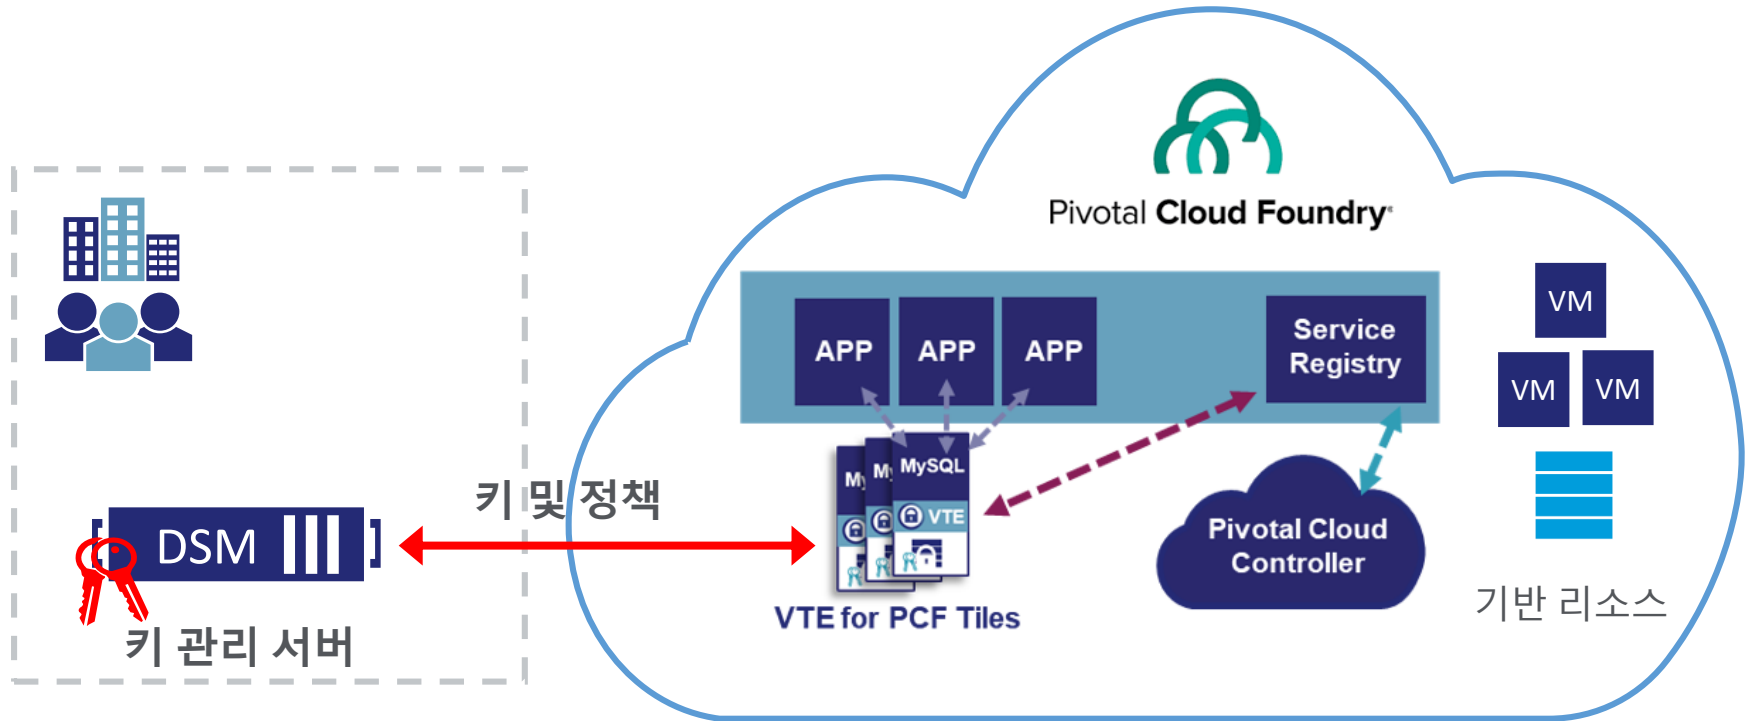 Pivotal Cloud Foundry
APP
APP
APP
Service
Registry
VM
VM
VM
MySQL
My
M
VTE
키 및 정책
DSM
키 관리 서버
VTE for PCF Tiles
Pivotal Cloud
Controller
기반 리소스